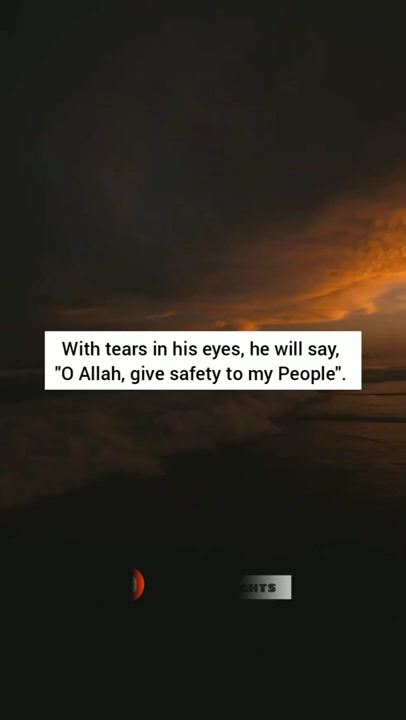 With tears in his eyes, he will say,
"O Allah, give safety to my People".